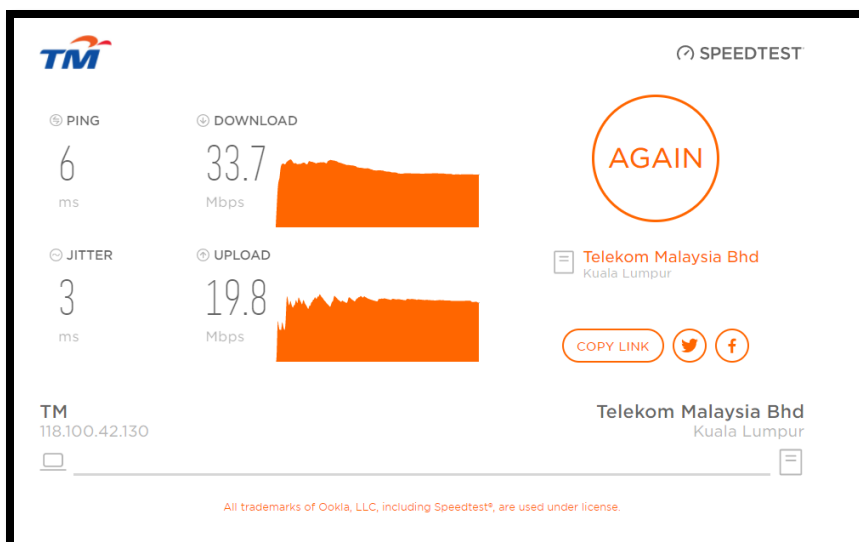 TM
SPEEDTEST
PING
6
ms
DOWNLOAD
33.7
Mbps
AGAIN
JITTER
3
ms
UPLOAD
19.8
Mbps
Telekom Malaysia Bhd
Kuala Lumpur
COPY LINK
TM
118.100.42.130
Telekom Malaysia Bhd
Kuala Lumpur
All trademarks of Ookla, LLC, including Speedtest®, are used under license.